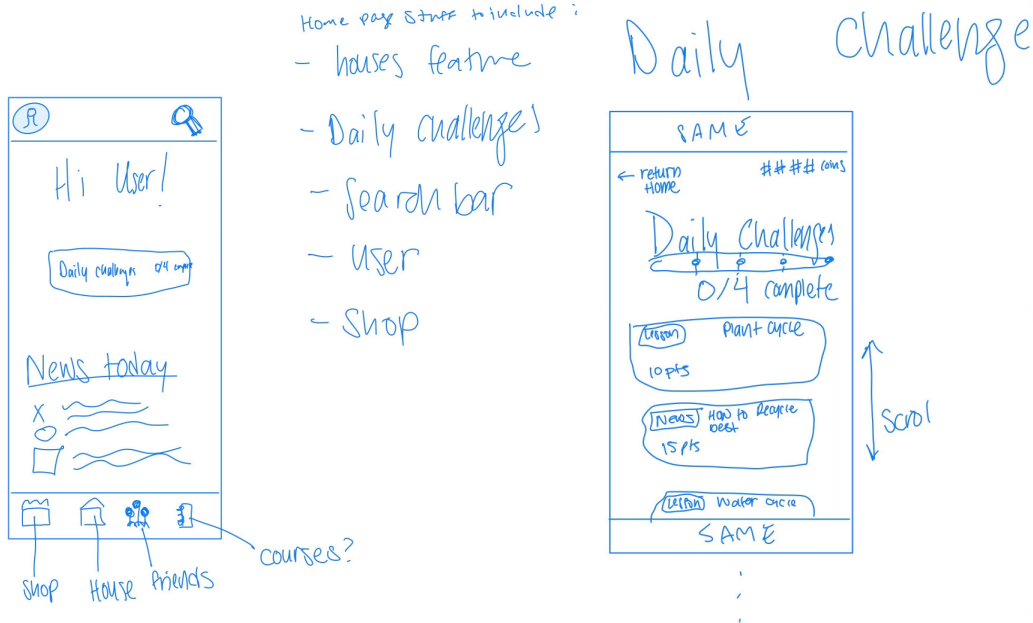 Home page stuff to include :
- houses feature
- Daily challenges
- Search bar
- User
- Shop
R
Hi User!
Daily challenges 0/4
News today
X
Shop
House
friends
courses?
Daily Challenge
SAME
← return
Home
#### coins
Daily Challenges
0/4 complete
Lesson Plant cycle
10 pts
News How to Recycle
best
15 pts
Lesson Water cycle
SAME
Scrol